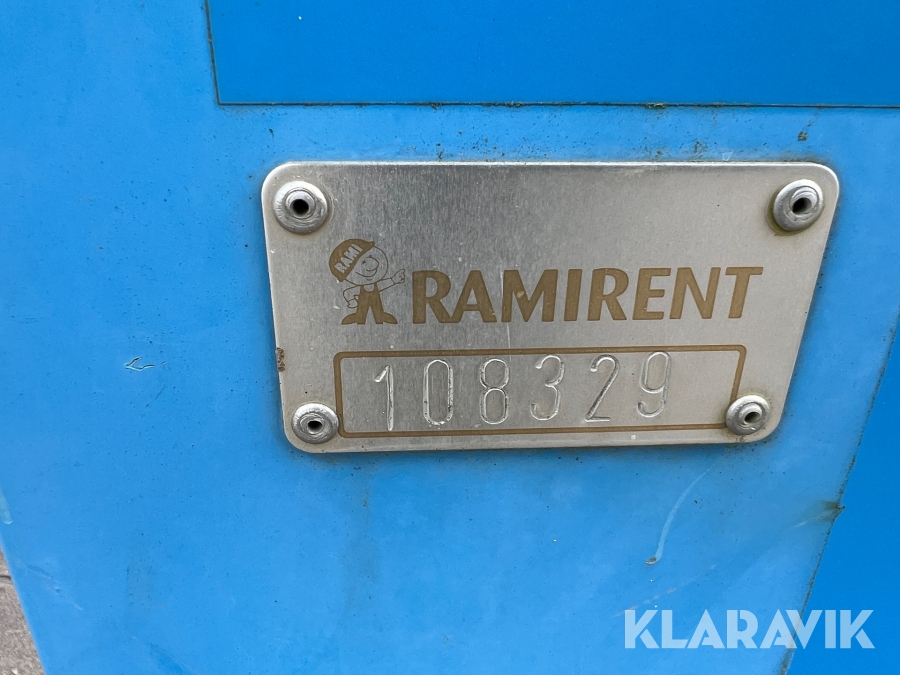 RAMI
RAMIRENT
108329
KLARAVIK